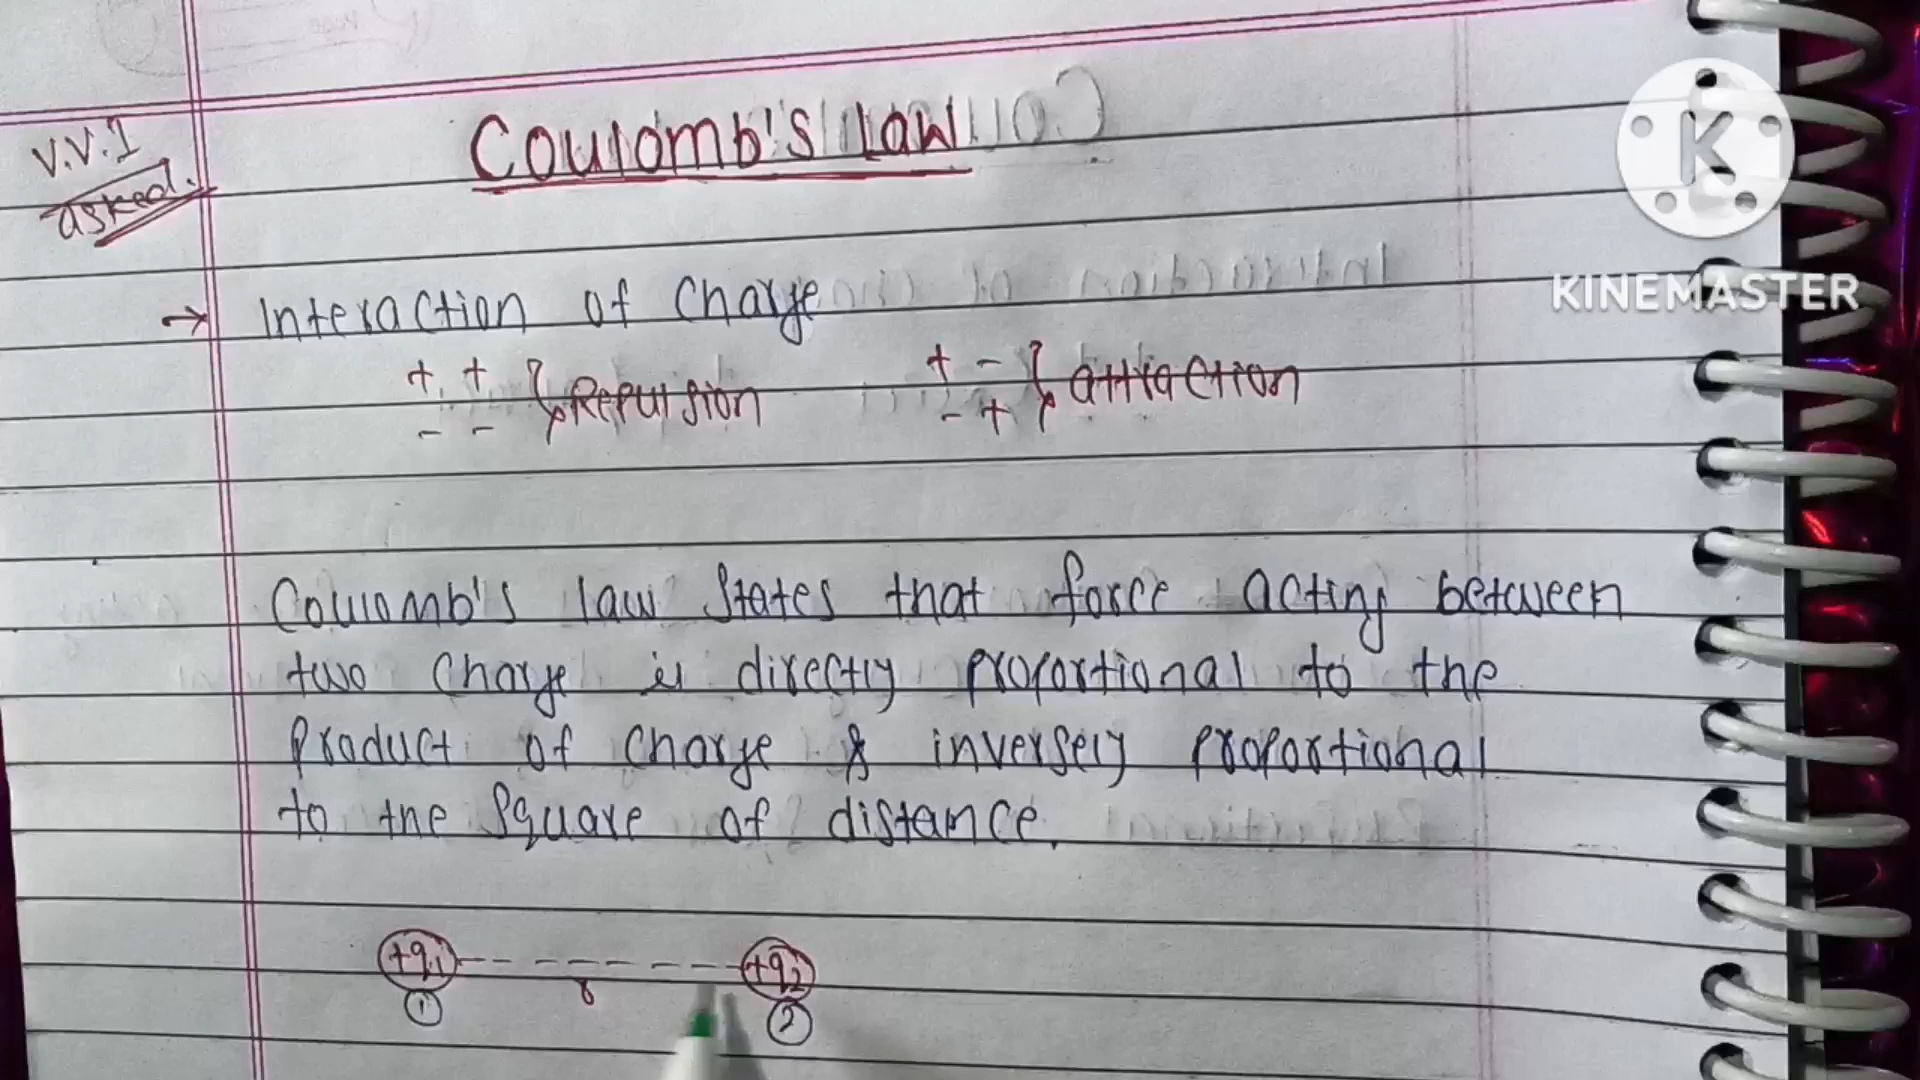 V.V.I
asked.
Coulomb's law
→ Interaction of Charge
+ + } Repulsion + - } attraction
- - - +
Coulomb's law States that force acting between
two Charge is directly proportional to the
Product of Charge & inversely proportional
to the Square of distance.
+q1 - - - - - - +q2
r
1 2
K
KINEMASTER